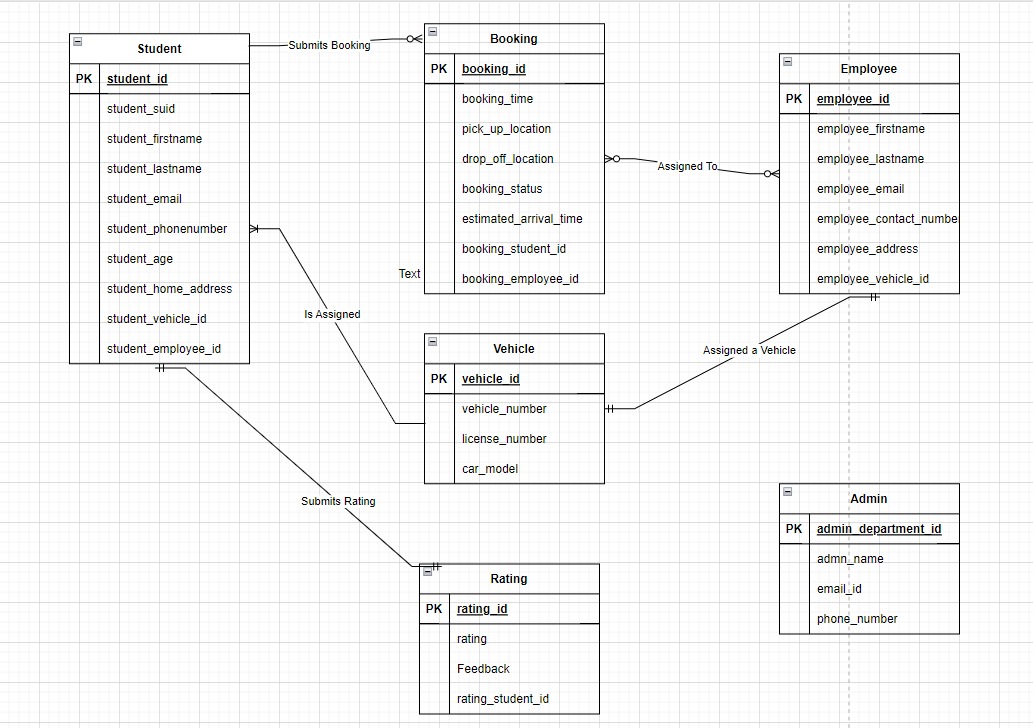 Student
PK student_id
student_suid
student_firstname
student_lastname
student_email
student_phonenumber
student_age
student_home_address
student_vehicle_id
student_employee_id
Submits Booking
Booking
PK booking_id
booking_time
pick_up_location
drop_off_location
booking_status
estimated_arrival_time
booking_student_id
booking_employee_id
Assigned To
Employee
PK employee_id
employee_firstname
employee_lastname
employee_email
employee_contact_numbe
employee_address
employee_vehicle_id
Text
Is Assigned
Vehicle
PK vehicle_id
vehicle_number
license_number
car_model
Assigned a Vehicle
Submits Rating
Rating
PK rating_id
rating
Feedback
rating_student_id
Admin
PK admin_department_id
admn_name
email_id
phone_number